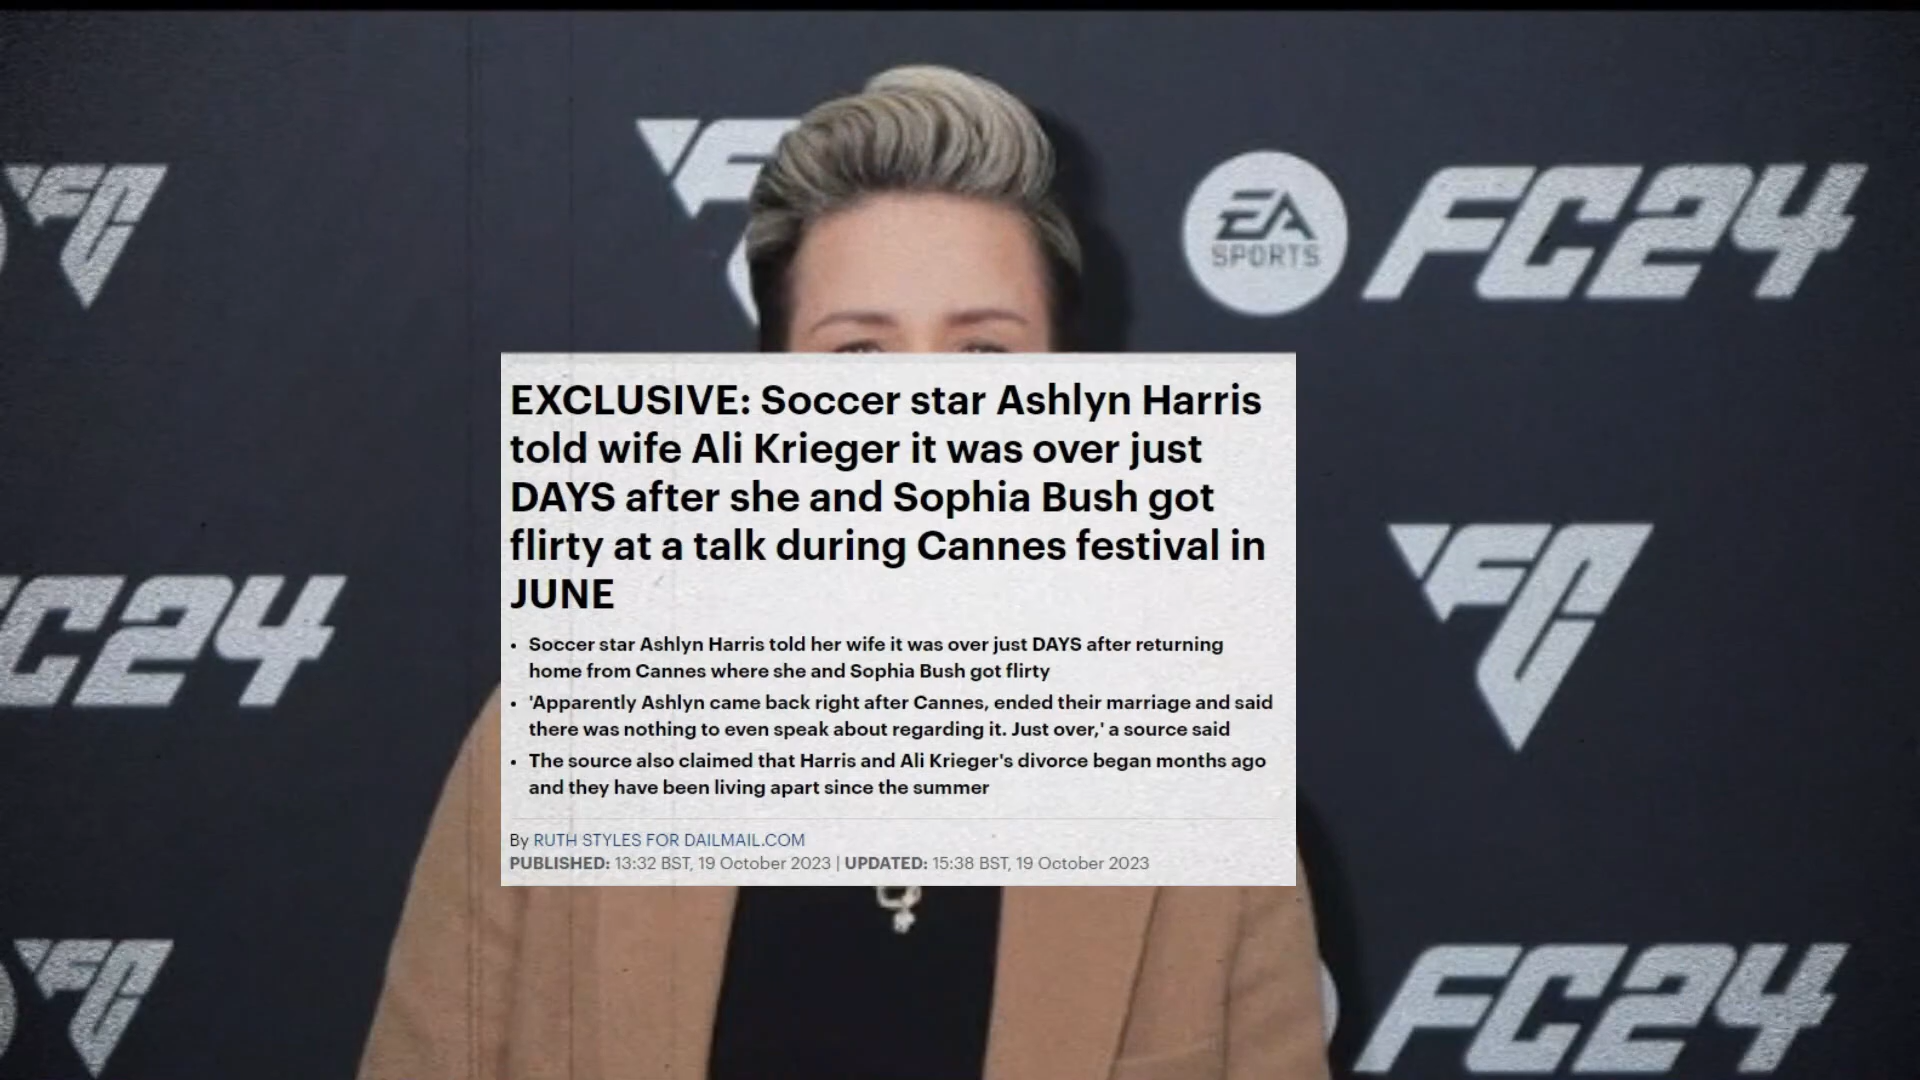 FC
EA
SPORTS
FC24
EXCLUSIVE: Soccer star Ashlyn Harris
told wife Ali Krieger it was over just
DAYS after she and Sophia Bush got
flirty at a talk during Cannes festival in
JUNE
• Soccer star Ashlyn Harris told her wife it was over just DAYS after returning
home from Cannes where she and Sophia Bush got flirty
• 'Apparently Ashlyn came back right after Cannes, ended their marriage and said
there was nothing to even speak about regarding it. Just over,' a source said
• The source also claimed that Harris and Ali Krieger's divorce began months ago
and they have been living apart since the summer
By RUTH STYLES FOR DAILMAIL.COM
PUBLISHED: 13:32 BST, 19 October 2023 | UPDATED: 15:38 BST, 19 October 2023
C24
FC
FC
FC24